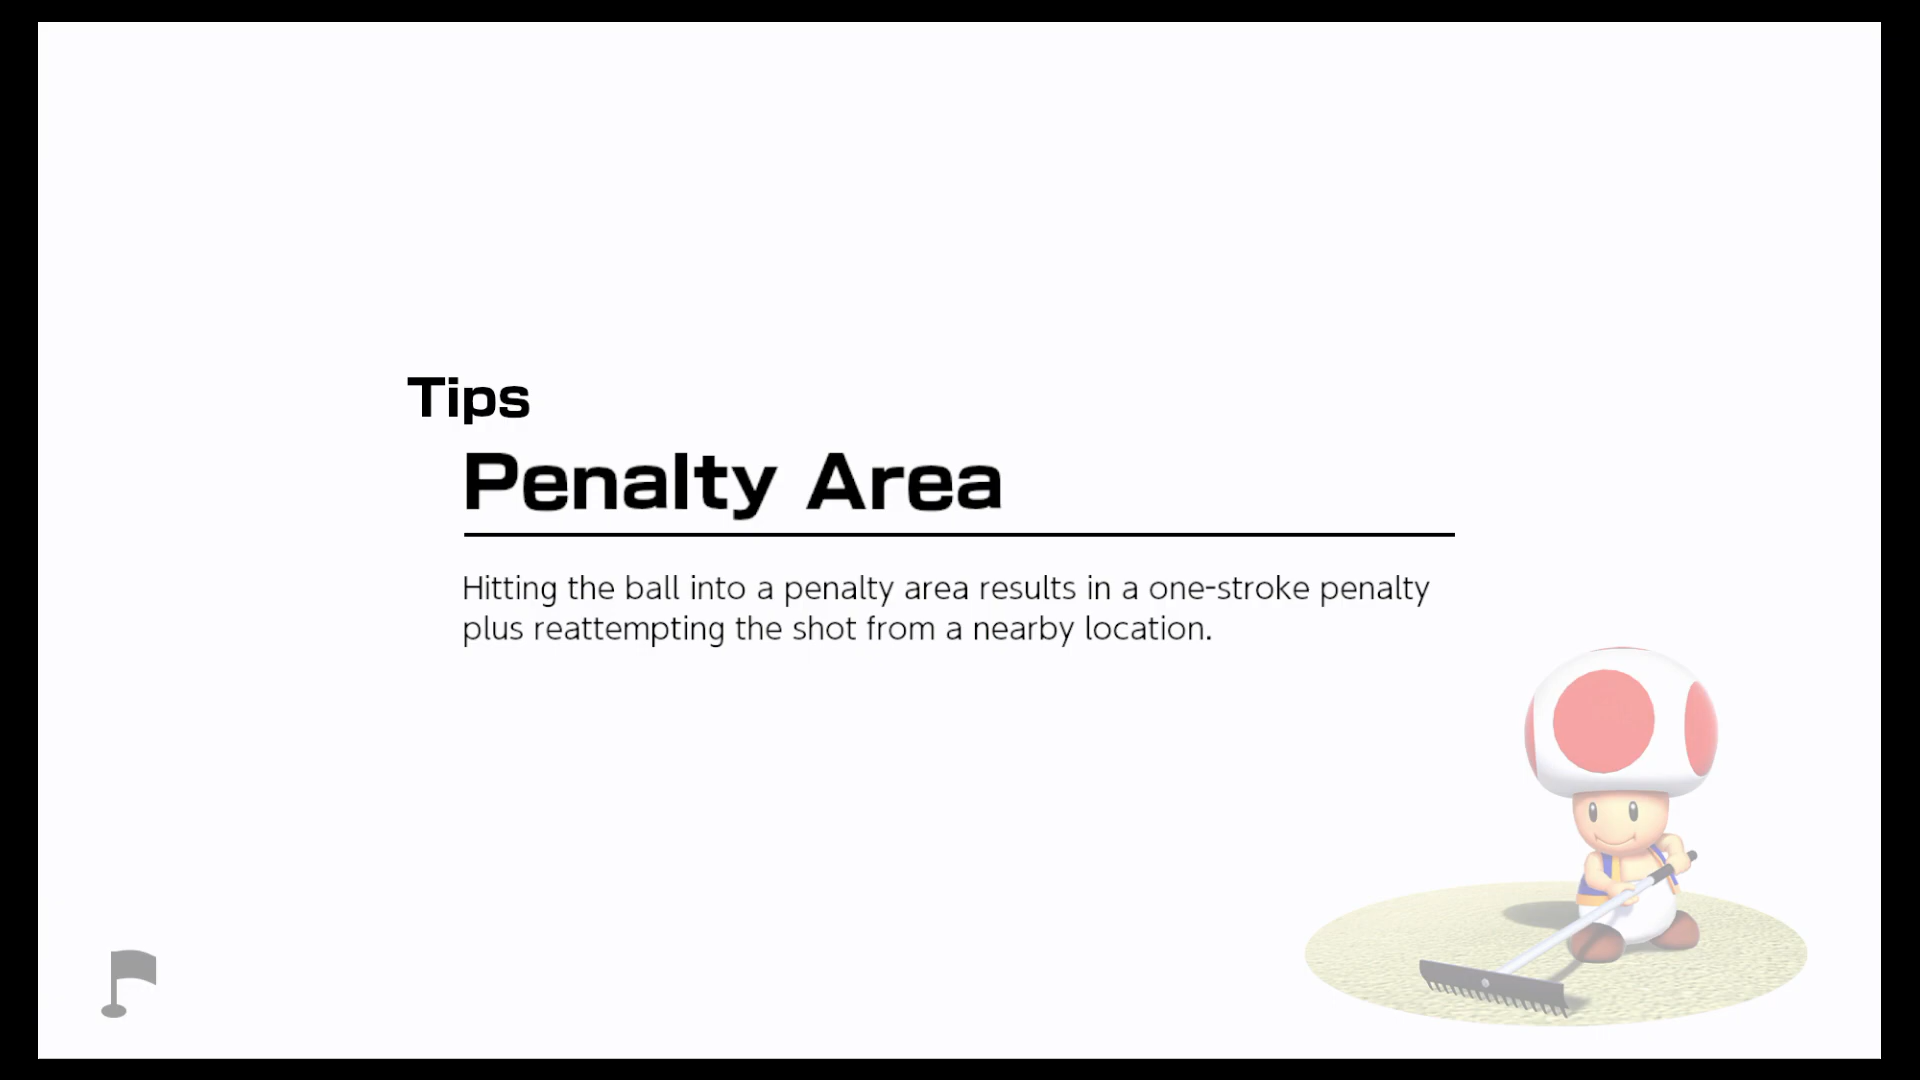 Tips
Penalty Area
Hitting the ball into a penalty area results in a one-stroke penalty
plus reattempting the shot from a nearby location.